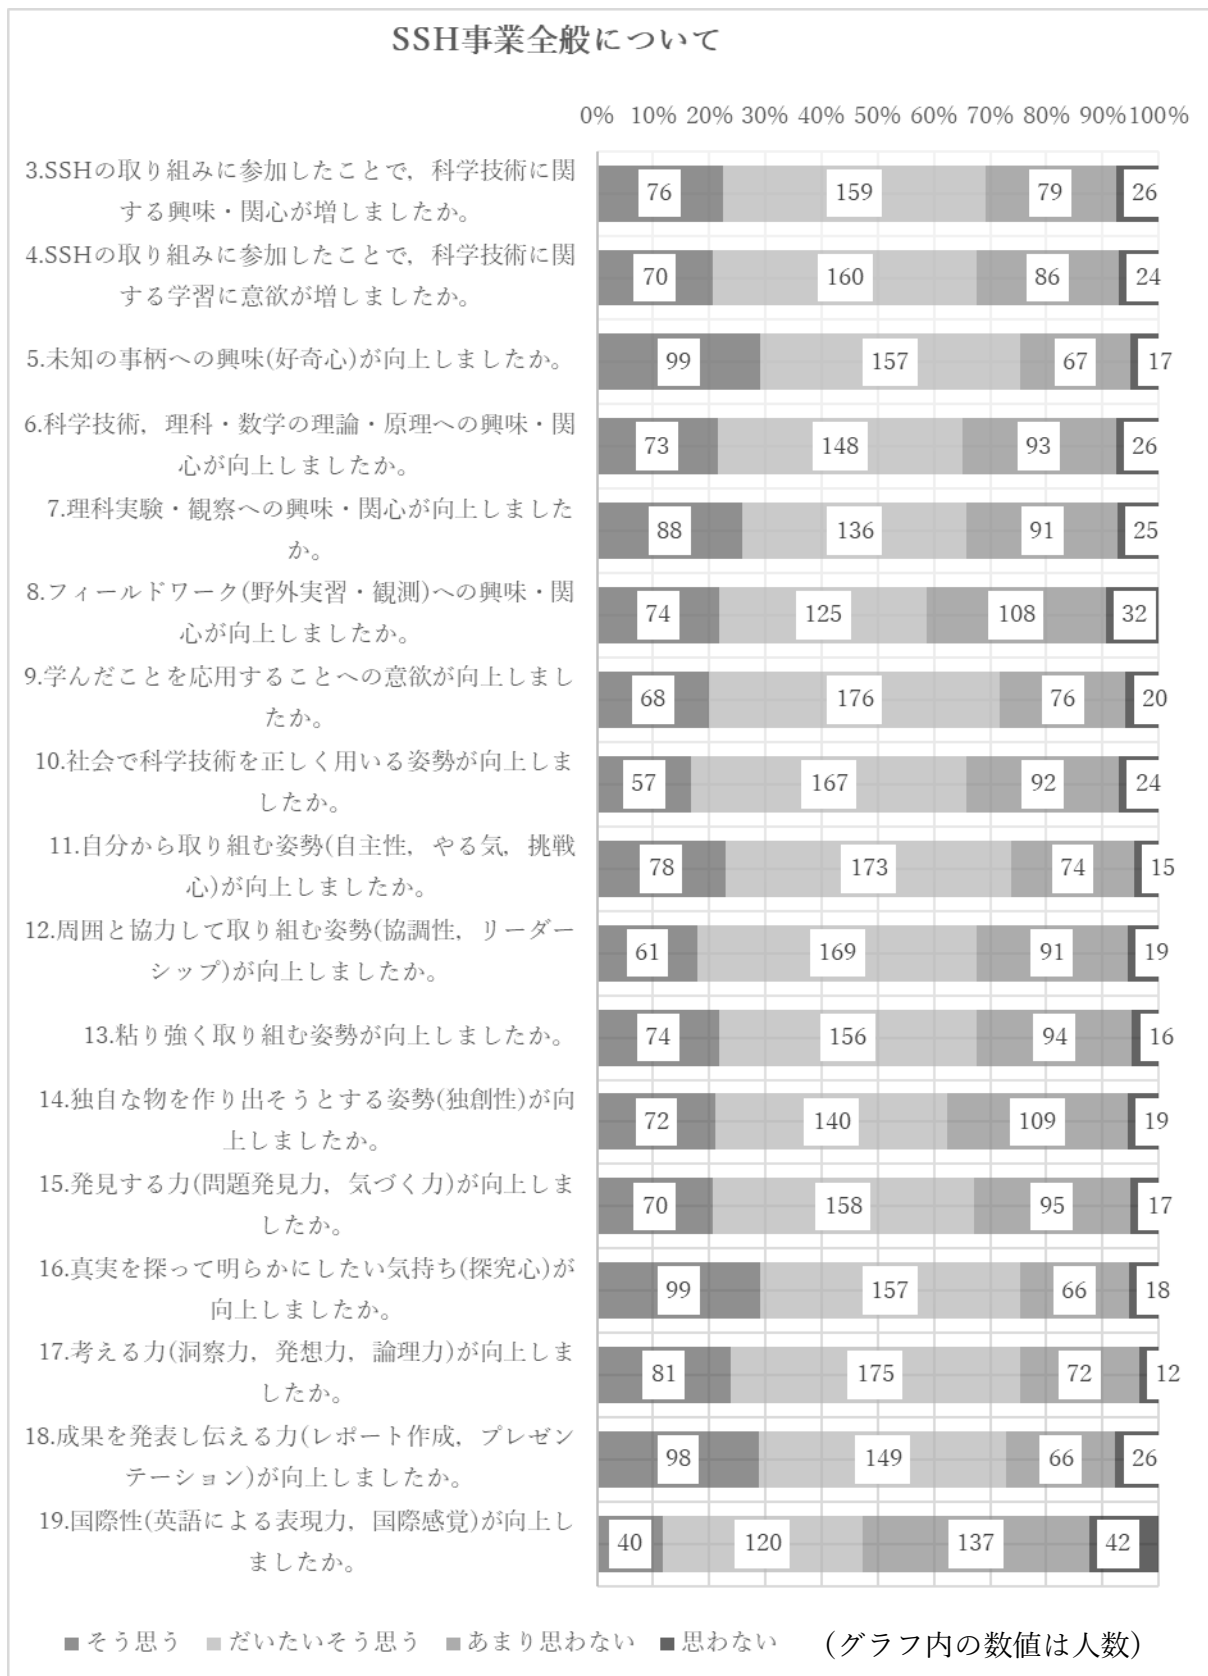 SSH事業全般について
0% 10% 20% 30% 40% 50% 60% 70% 80% 90% 100%
3.SSHの取り組みに参加したことで，科学技術に関
する興味・関心が増しましたか。
76 159 79 26
4.SSHの取り組みに参加したことで，科学技術に関
する学習に意欲が増しましたか。
70 160 86 24
5.未知の事柄への興味(好奇心)が向上しましたか。
99 157 67 17
6.科学技術，理科・数学の理論・原理への興味・関
心が向上しましたか。
73 148 93 26
7.理科実験・観察への興味・関心が向上しました
か。
88 136 91 25
8.フィールドワーク(野外実習・観測)への興味・関
心が向上しましたか。
74 125 108 32
9.学んだことを応用することへの意欲が向上しまし
たか。
68 176 76 20
10.社会で科学技術を正しく用いる姿勢が向上しま
したか。
57 167 92 24
11.自分から取り組む姿勢(自主性，やる気，挑戦
心)が向上しましたか。
78 173 74 15
12.周囲と協力して取り組む姿勢(協調性，リーダー
シップ)が向上しましたか。
61 169 91 19
13.粘り強く取り組む姿勢が向上しましたか。
74 156 94 16
14.独自な物を作り出そうとする姿勢(独創性)が向
上しましたか。
72 140 109 19
15.発見する力(問題発見力，気づく力)が向上しま
したか。
70 158 95 17
16.真実を探って明らかにしたい気持ち(探究心)が
向上しましたか。
99 157 66 18
17.考える力(洞察力，発想力，論理力)が向上しま
したか。
81 175 72 12
18.成果を発表し伝える力(レポート作成，プレゼン
テーション)が向上しましたか。
98 149 66 26
19.国際性(英語による表現力，国際感覚)が向上し
ましたか。
40 120 137 42
そう思う だいたいそう思う あまり思わない 思わない （グラフ内の数値は人数）